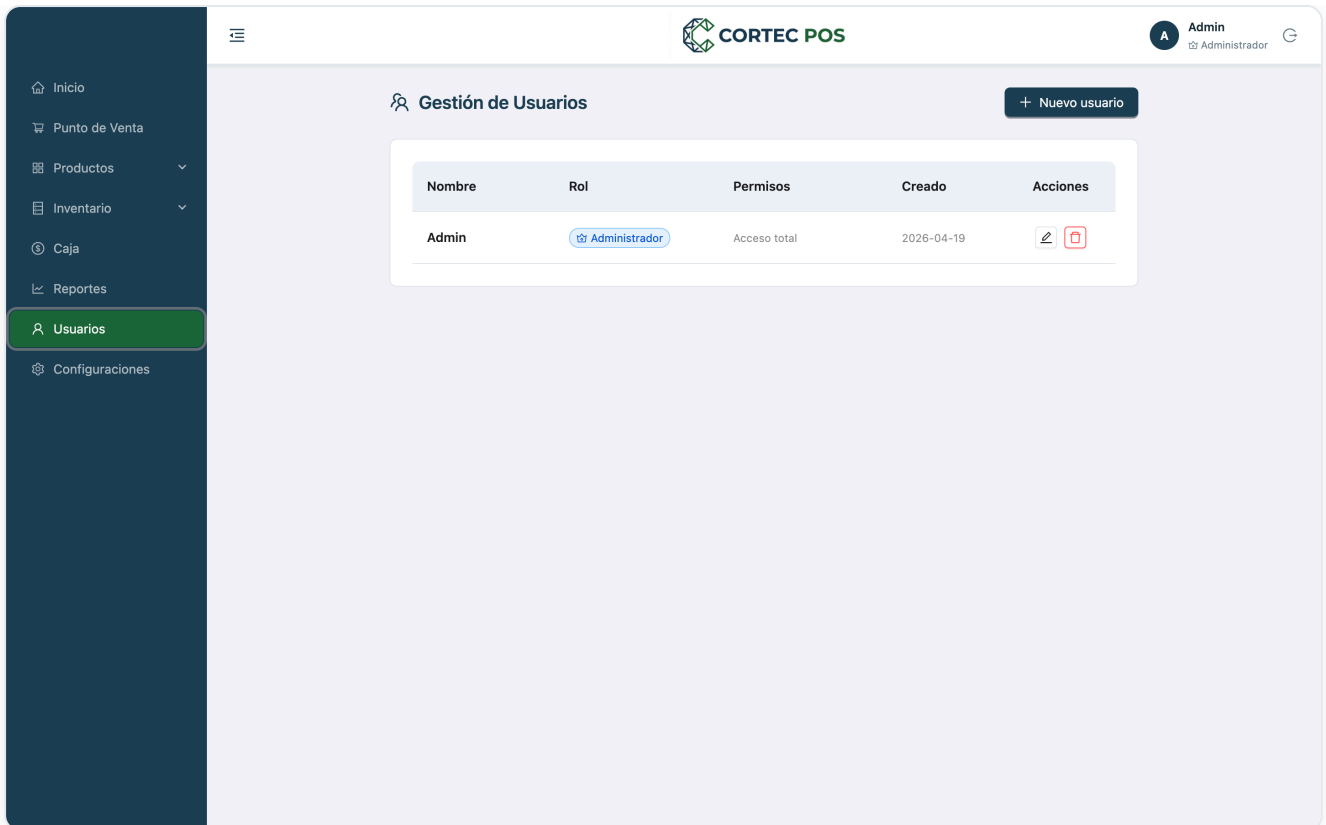 CORTEC POS
A
Admin
Administrador
Inicio
Punto de Venta
Productos
Inventario
Caja
Reportes
Usuarios
Configuraciones
Gestión de Usuarios
+ Nuevo usuario
Nombre Rol Permisos Creado Acciones
Admin Administrador Acceso total 2026-04-19